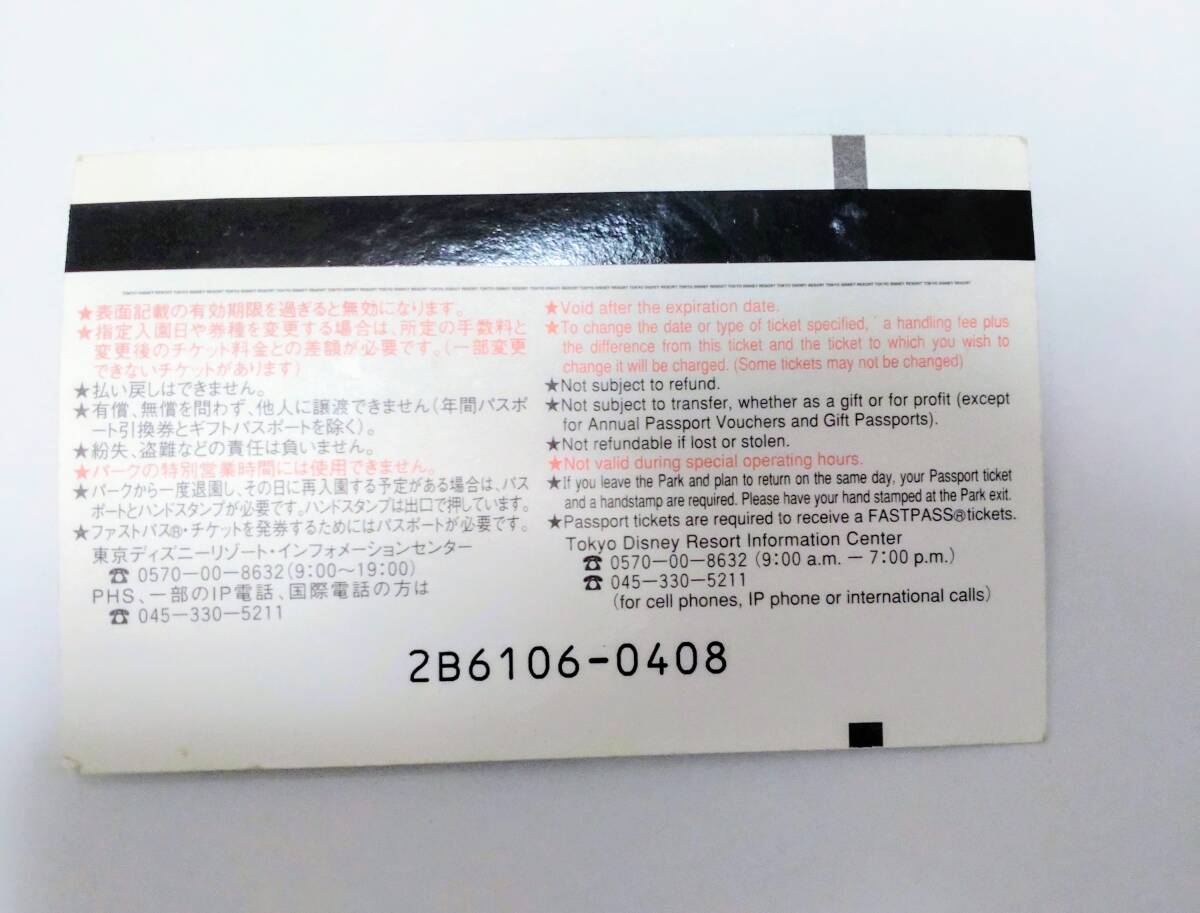 TOKYO DISNEY RESORT TOKYO DISNEY RESORT TOKYO DISNEY RESORT TOKYO DISNEY RESORT TOKYO DISNEY RESORT
★表面記載の有効期限を過ぎると無効になります。
★指定入園日や券種を変更する場合は、所定の手数料と
変更後のチケット料金との差額が必要です。(一部変更
できないチケットがあります)
★払い戻しはできません。
★有償、無償を問わず、他人に譲渡できません(年間パスポ
ート引換券とギフトパスポートを除く)。
★紛失、盗難などの責任は負いません。
★パークの特別営業時間には使用できません。
★パークから一度退園し、その日に再入園する予定がある場合は、パス
ポートとハンドスタンプが必要です。ハンドスタンプは出口で押しています。
★ファストパス®・チケットを発券するためにはパスポートが必要です。
東京ディズニーリゾート・インフォメーションセンター
☎ 0570-00-8632(9:00〜19:00)
PHS、一部のIP電話、国際電話の方は
☎ 045-330-5211
★Void after the expiration date.
★To change the date or type of ticket specified, a handling fee plus
the difference from this ticket and the ticket to which you wish to
change it will be charged. (Some tickets may not be changed)
★Not subject to refund.
★Not subject to transfer, whether as a gift or for profit (except
for Annual Passport Vouchers and Gift Passports).
★Not refundable if lost or stolen.
★Not valid during special operating hours.
★If you leave the Park and plan to return on the same day, your Passport ticket
and a handstamp are required. Please have your hand stamped at the Park exit.
★Passport tickets are required to receive a FASTPASS®tickets.
Tokyo Disney Resort Information Center
☎ 0570-00-8632 (9:00 a.m. - 7:00 p.m.)
☎ 045-330-5211
(for cell phones, IP phone or international calls)
2B6106-0408